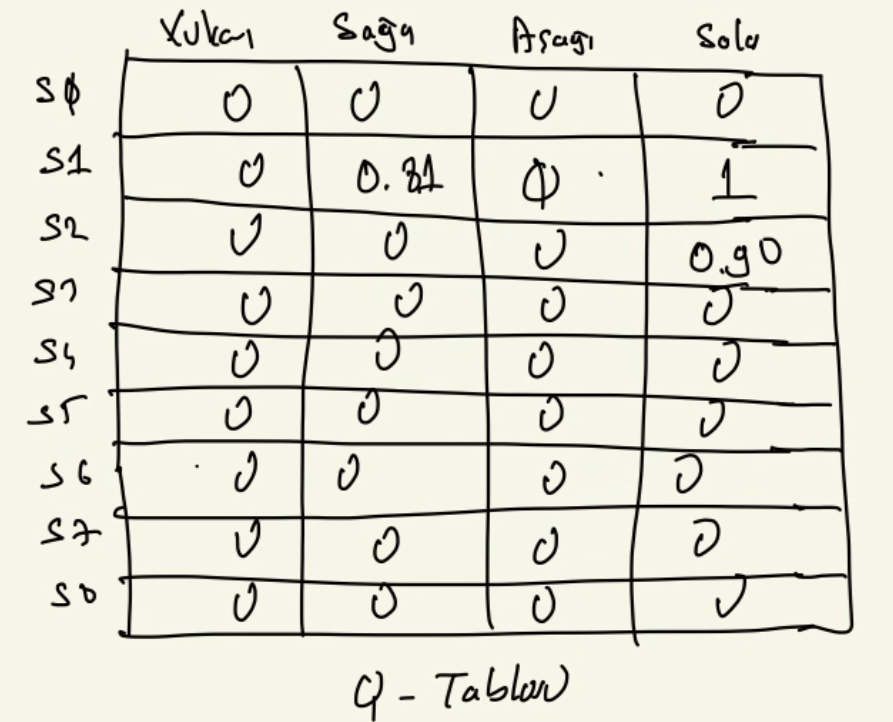 Yukarı Sağa Aşağı Sola
S0 0 0 0 0
S1 0 0.81 0 1
S2 0 0 0 0.90
S3 0 0 0 0
S4 0 0 0 0
S5 0 0 0 0
S6 0 0 0 0
S7 0 0 0 0
S8 0 0 0 0
Q - Tablosu